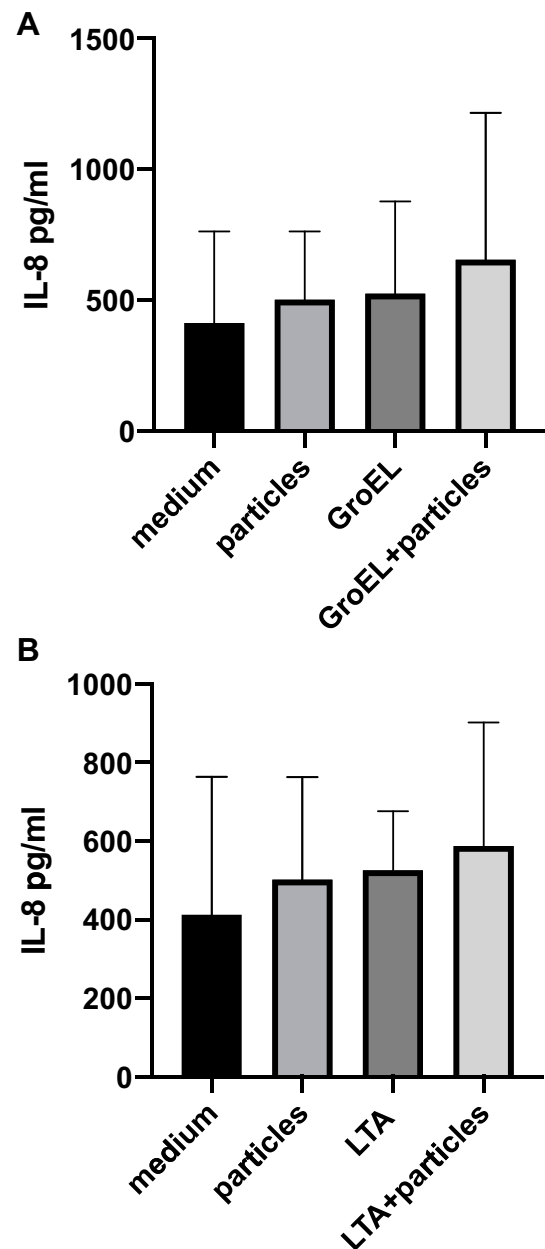 A
1500
1000
500
0
IL-8 pg/ml
medium
particles
GroEL
GroEL+particles
B
1000
800
600
400
200
0
IL-8 pg/ml
medium
particles
LTA
LTA+particles